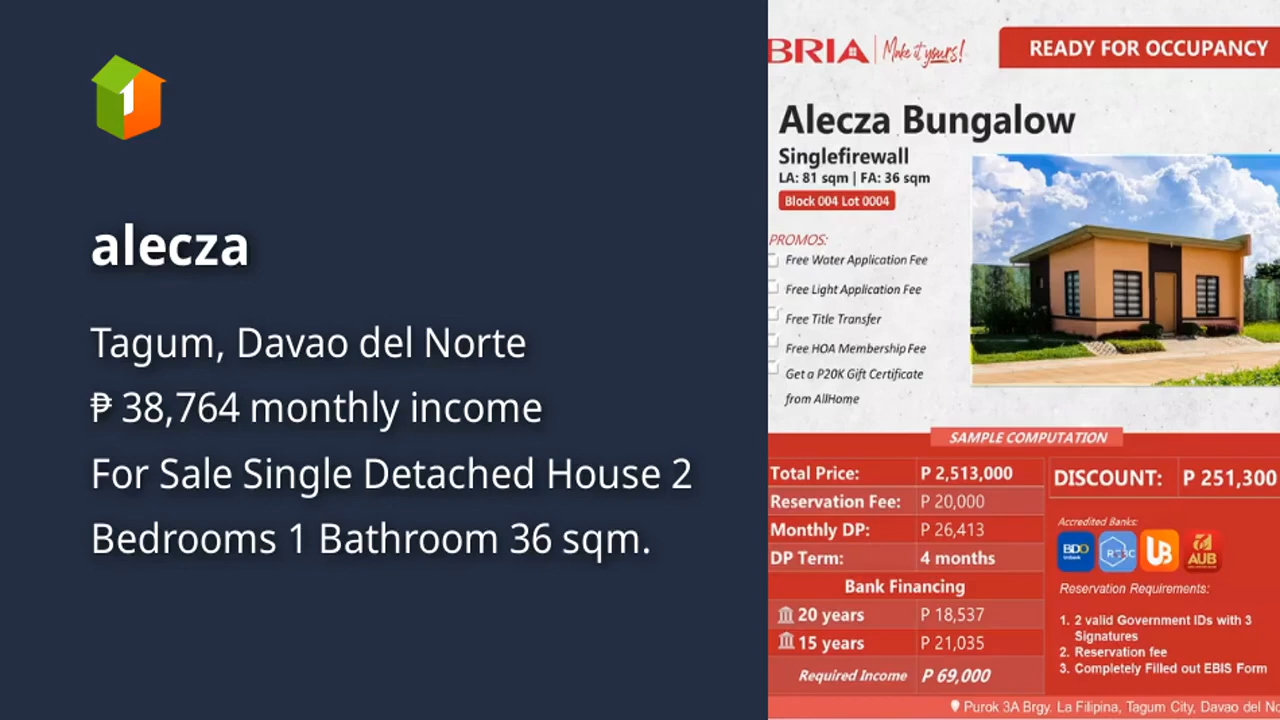 alecza
Tagum, Davao del Norte
₱ 38,764 monthly income
For Sale Single Detached House 2
Bedrooms 1 Bathroom 36 sqm.
BRIA
Make it yours!
READY FOR OCCUPANCY
Alecza Bungalow
Singlefirewall
LA: 81 sqm | FA: 36 sqm
Block 004 Lot 0004
PROMOS:
Free Water Application Fee
Free Light Application Fee
Free Title Transfer
Free HOA Membership Fee
Get a P20K Gift Certificate
from AllHome
SAMPLE COMPUTATION
Total Price: P 2,513,000
Reservation Fee: P 20,000
Monthly DP: P 26,413
DP Term: 4 months
Bank Financing
20 years P 18,537
15 years P 21,035
Required Income P 69,000
DISCOUNT: P 251,300
Accredited Banks:
BDO
UB
AUB
Reservation Requirements:
1. 2 valid Government IDs with 3
Signatures
2. Reservation fee
3. Completely Filled out EBIS Form
Purok 3A Brgy. La Filipina, Tagum City, Davao del No